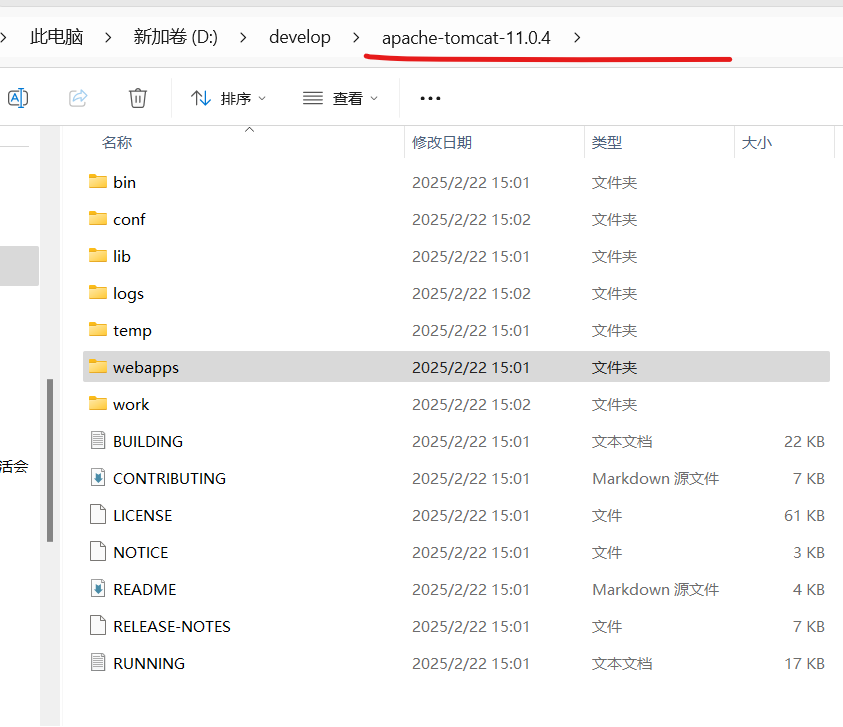 此电脑 > 新加卷 (D:) > develop > apache-tomcat-11.0.4 >
A 排序 查看 ...
名称 修改日期 类型 大小
bin 2025/2/22 15:01 文件夹
conf 2025/2/22 15:02 文件夹
lib 2025/2/22 15:01 文件夹
logs 2025/2/22 15:02 文件夹
temp 2025/2/22 15:01 文件夹
webapps 2025/2/22 15:01 文件夹
work 2025/2/22 15:02 文件夹
BUILDING 2025/2/22 15:01 文本文档 22 KB
活会
CONTRIBUTING 2025/2/22 15:01 Markdown 源文件 7 KB
LICENSE 2025/2/22 15:01 文件 61 KB
NOTICE 2025/2/22 15:01 文件 3 KB
README 2025/2/22 15:01 Markdown 源文件 4 KB
RELEASE-NOTES 2025/2/22 15:01 文件 7 KB
RUNNING 2025/2/22 15:01 文本文档 17 KB